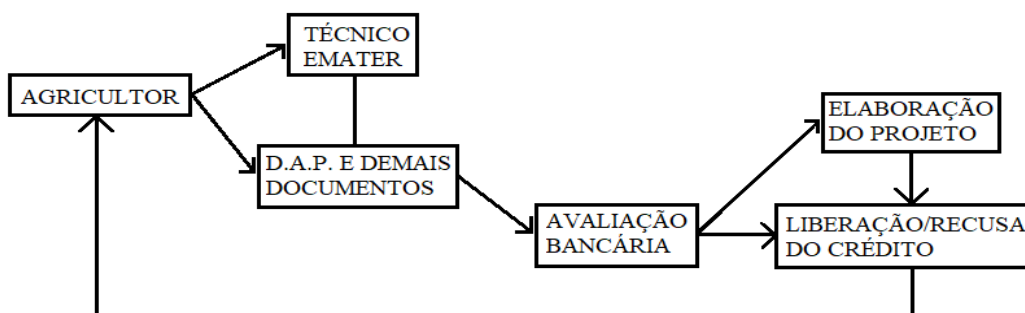 TÉCNICO
EMATER
AGRICULTOR
D.A.P. E DEMAIS
DOCUMENTOS
AVALIAÇÃO
BANCÁRIA
ELABORAÇÃO
DO PROJETO
LIBERAÇÃO/RECUSA
DO CRÉDITO